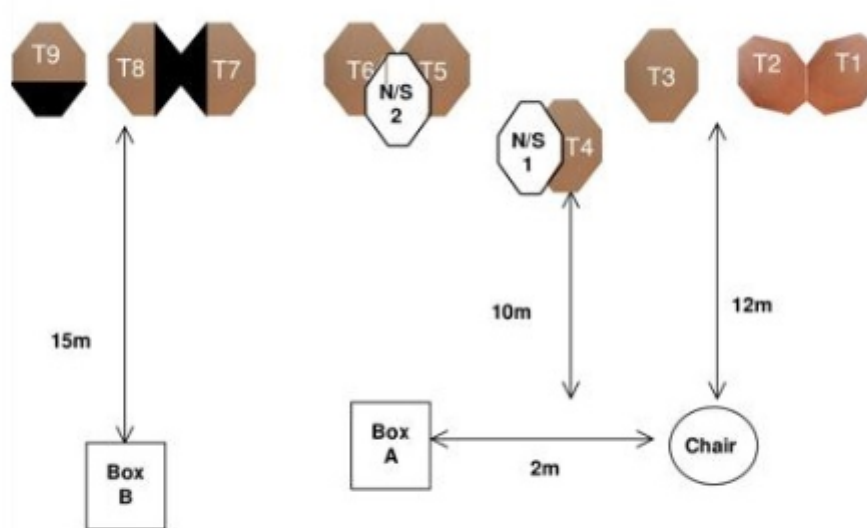 T9
T8
T7
T6
T5
N/S
2
N/S
1
T4
T3
T2
T1
15m
10m
12m
Box
B
Box
A
2m
Chair